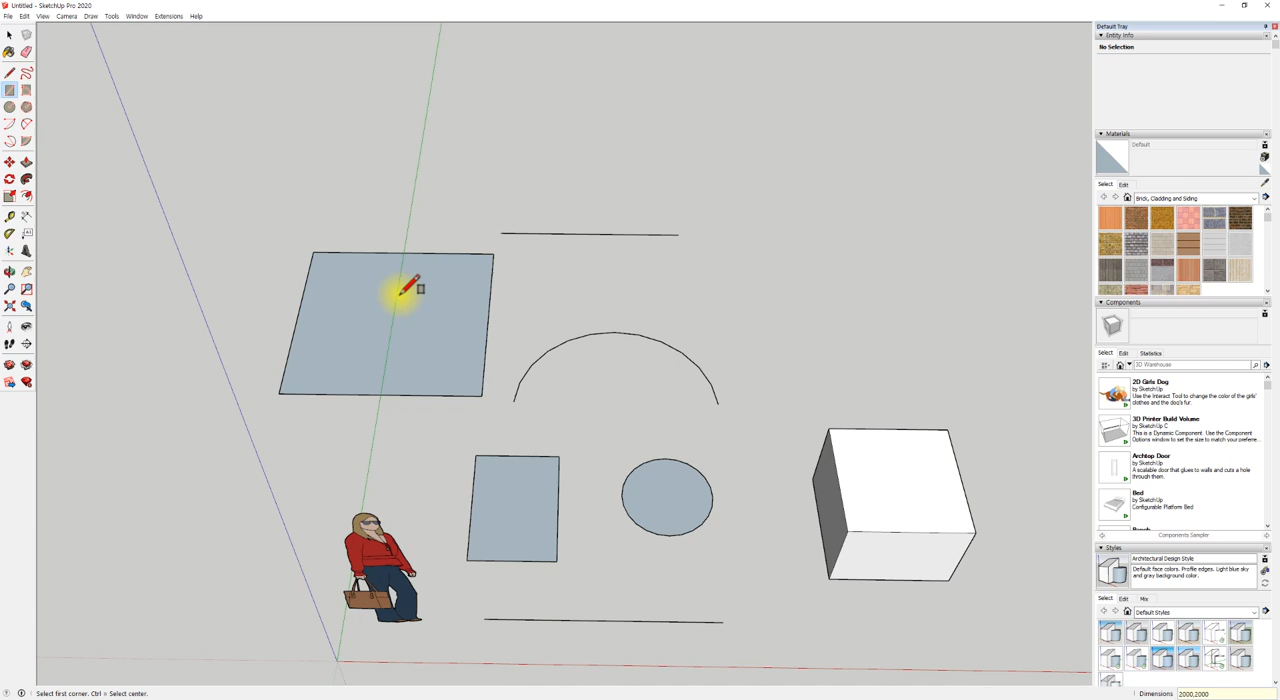 Untitled - SketchUp Pro 2020
File Edit View Camera Draw Tools Window Extensions Help
Default Tray
Entity Info
No Selection
Materials
Default
Select Edit
Brick, Cladding and Siding
Components
Select Edit Statistics
3D Warehouse
2D Girls Dog
by SketchUp
Use the Interact Tool to change the color of the girls'
clothes and the dog's fur.
3D Printer Build Volume
by SketchUp C
This is a Dynamic Component. Use the Component
Options window to set the size to match your preferre...
Archtop Door
by SketchUp
A scalable door that glues to walls and cuts a hole
through them.
Bed
by SketchUp
Configurable Platform Bed
Components Sampler
Styles
Architectural Design Style
Default face colors. Profile edges. Light blue sky
and gray background color.
Select Edit Mix
Default Styles
Select first corner. Ctrl = Select center.
Dimensions 2000,2000